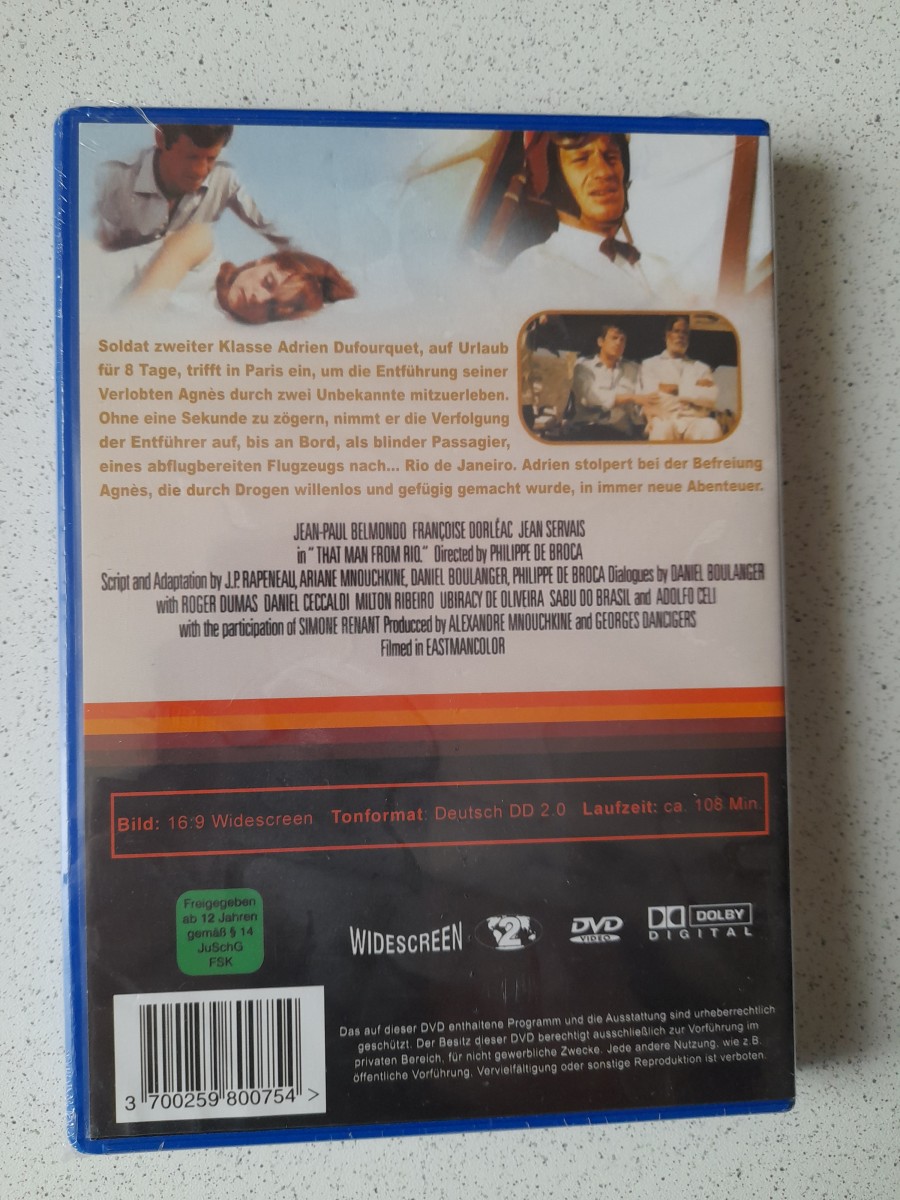 Soldat zweiter Klasse Adrien Dufourquet, auf Urlaub
für 8 Tage, trifft in Paris ein, um die Entführung seiner
Verlobten Agnès durch zwei Unbekannte mitzuerleben.
Ohne eine Sekunde zu zögern, nimmt er die Verfolgung
der Entführer auf, bis an Bord, als blinder Passagier,
eines abflugbereiten Flugzeugs nach... Rio de Janeiro. Adrien stolpert bei der Befreiung
Agnès, die durch Drogen willenlos und gefügig gemacht wurde, in immer neue Abenteuer.
JEAN-PAUL BELMONDO FRANÇOISE DORLÉAC JEAN SERVAIS
in "THAT MAN FROM RIO." Directed by PHILIPPE DE BROCA
Script and Adaptation by J.P. RAPENEAU, ARIANE MNOUCHKINE, DANIEL BOULANGER, PHILIPPE DE BROCA Dialogues by DANIEL BOULANGER
with ROGER DUMAS DANIEL CECCALDI MILTON RIBEIRO UBIRACY DE OLIVEIRA SABU DO BRASIL and ADOLFO CELI
with the participation of SIMONE RENANT Producced by ALEXANDRE MNOUCHKINE and GEORGES DANCIGERS
Filmed in EASTMANCOLOR
Bild: 16:9 Widescreen Tonformat: Deutsch DD 2.0 Laufzeit: ca. 108 Min.
Freigegeben
ab 12 Jahren
gemäß § 14
JuSchG
FSK
WIDESCREEN 2 DVD VIDEO DOLBY DIGITAL
Das auf dieser DVD enthaltene Programm und die Ausstattung sind urheberrechtlich
geschützt. Der Besitz dieser DVD berechtigt ausschließlich zur Vorführung im
privaten Bereich, für nicht gewerbliche Zwecke. Jede andere Nutzung, wie z.B.
öffentliche Vorführung, Vervielfältigung oder sonstige Reproduktion ist verboten.
3 700259 800754 >